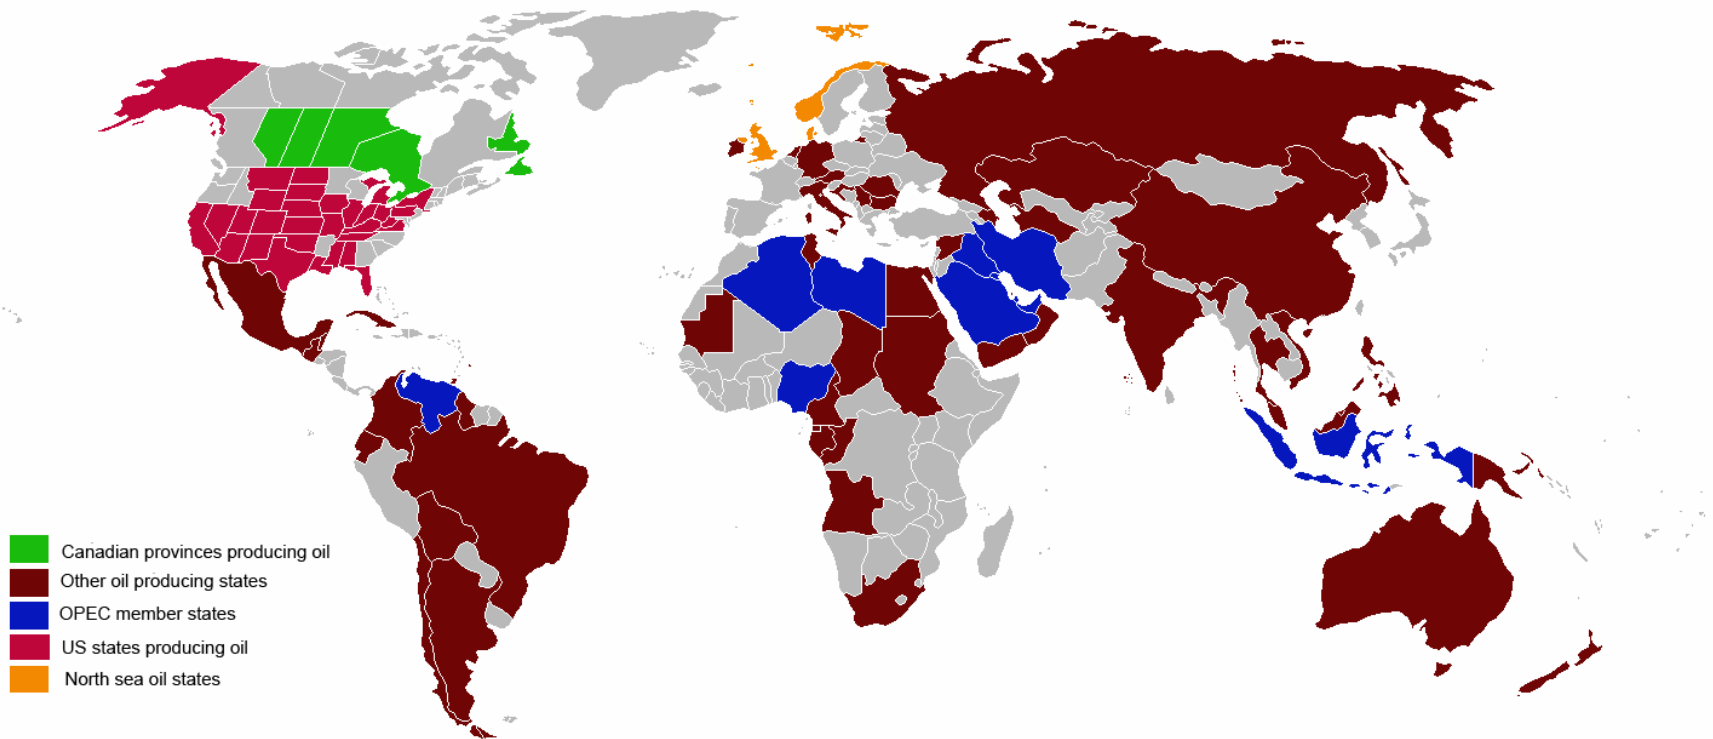 Canadian provinces producing oil
Other oil producing states
OPEC member states
US states producing oil
North sea oil states